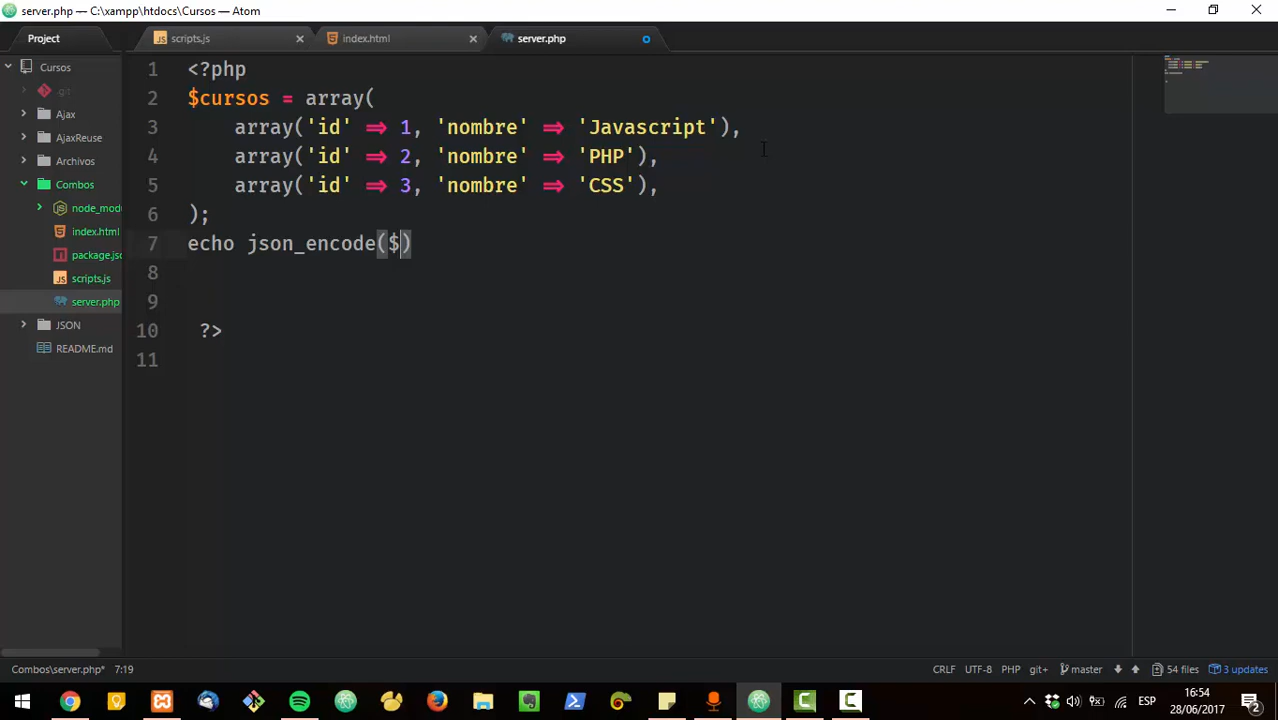 server.php — C:\xampp\htdocs\Cursos — Atom
Project
scripts.js
index.html
server.php
Cursos
.git
Ajax
AjaxReuse
Archivos
Combos
node_modu
index.html
package.jso
scripts.js
server.php
JSON
README.md
1 <?php
2 $cursos = array(
3 array('id' => 1, 'nombre' => 'Javascript'),
4 array('id' => 2, 'nombre' => 'PHP'),
5 array('id' => 3, 'nombre' => 'CSS'),
6 );
7 echo json_encode($)
8
9
10 ?>
11
Combos\server.php* 7:19
CRLF UTF-8 PHP git+ master 54 files 3 updates
ESP
16:54
28/06/2017
2